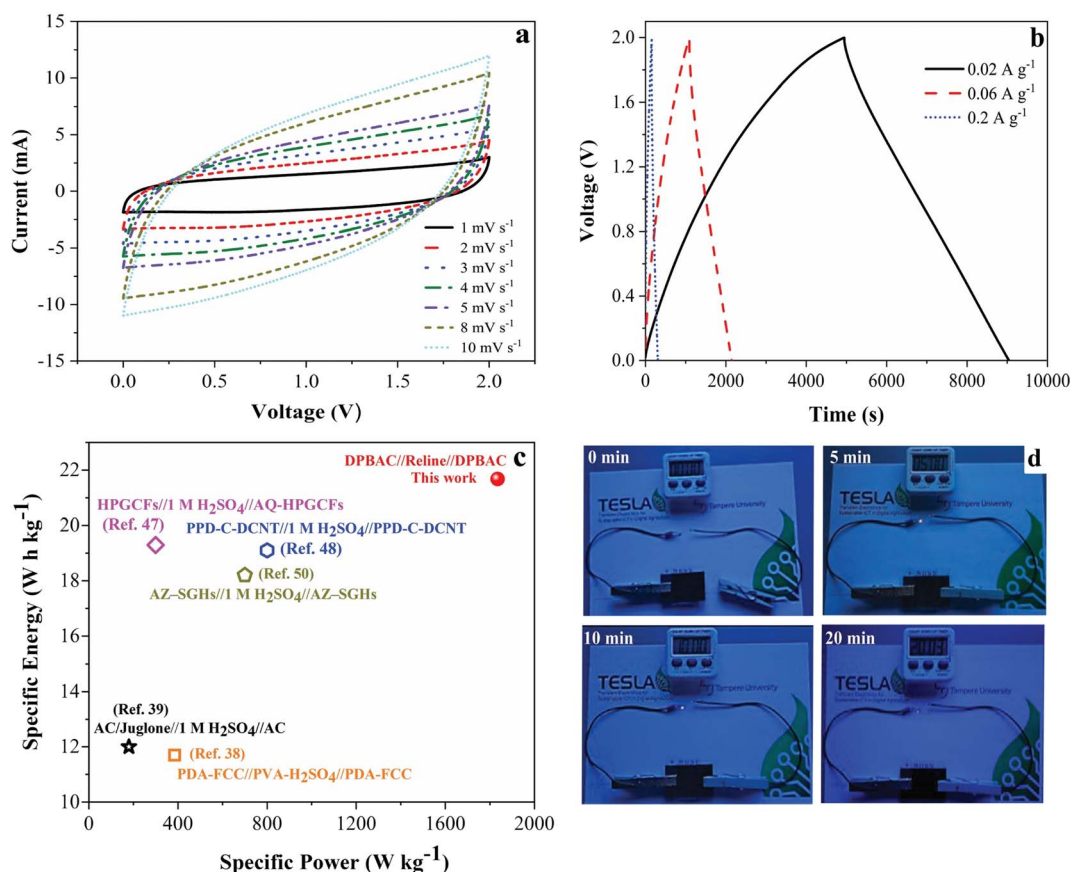 a
15
10
5
0
-5
-10
-15
Current (mA)
0.0 0.5 1.0 1.5 2.0
Voltage (V)
1 mV s⁻¹
2 mV s⁻¹
3 mV s⁻¹
4 mV s⁻¹
5 mV s⁻¹
8 mV s⁻¹
10 mV s⁻¹
b
2.0
1.6
1.2
0.8
0.4
0.0
Voltage (V)
0 2000 4000 6000 8000 10000
Time (s)
0.02 A g⁻¹
0.06 A g⁻¹
0.2 A g⁻¹
c
22
20
18
16
14
12
10
Specific Energy (W h kg⁻¹)
DPBAC//Reline//DPBAC
This work
HPGCFs//1 M H₂SO₄//AQ-HPGCFs
(Ref. 47)
PPD-C-DCNT//1 M H₂SO₄//PPD-C-DCNT
(Ref. 48)
(Ref. 50)
AZ–SGHs//1 M H₂SO₄//AZ–SGHs
(Ref. 39)
AC/Juglone//1 M H₂SO₄//AC
(Ref. 38)
PDA-FCC//PVA-H₂SO₄//PDA-FCC
0 400 800 1200 1600 2000
Specific Power (W kg⁻¹)
d
0 min
TESLA
Tampere University
5 min
TESLA
Tampere University
10 min
TESLA
Tampere University
20 min
TESLA
Tampere University